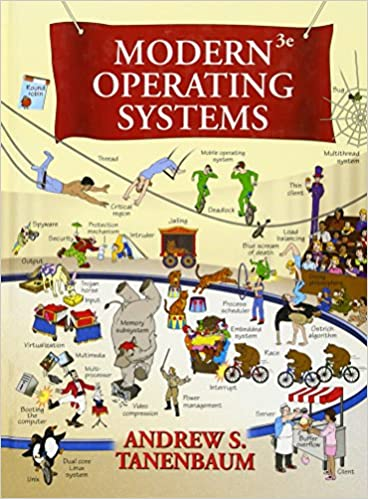 MODERN 3e
OPERATING
SYSTEMS
Round
robin
Bug
Thread
Mobile operating
system
Multithread
system
Critical
region
Deadlock
Thin
client
Spyware
Protection
mechanism
Jailing
Security
Intruder
Load
balancing
Blue scream
of death
Output
Trojan
horse
Input
Process
scheduler
Memory
subsystem
Embedded
system
Ostrich
algorithm
Virtualization
Multimedia
Race
Multi-
processor
Interrupt
Power
management
Booting
the
computer
Video
compression
Server
Buffer
overflow
Client
Unix
Dual core
Linux system
ANDREW S.
TANENBAUM